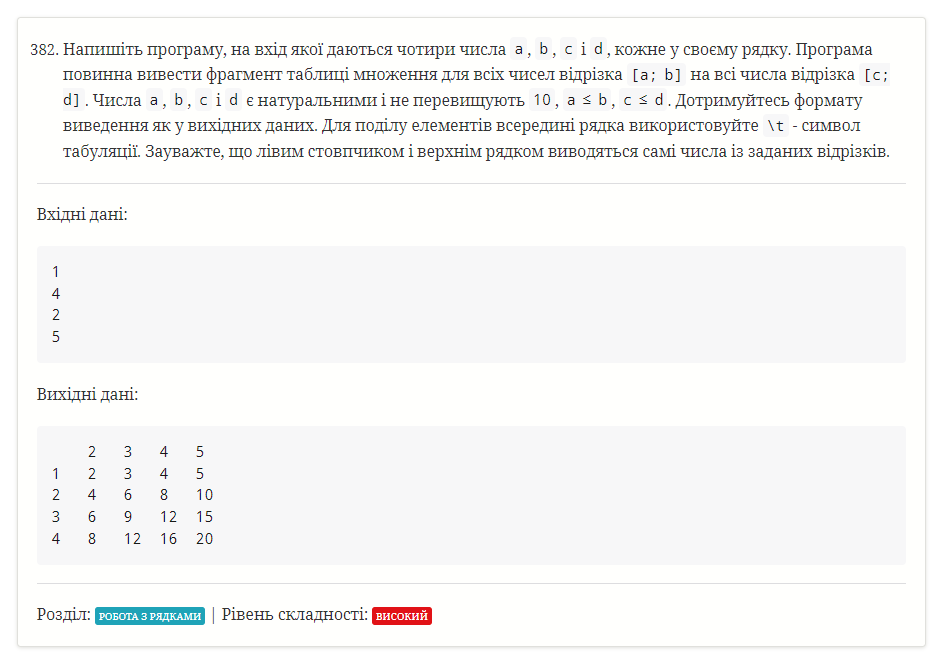 382. Напишіть програму, на вхід якої даються чотири числа a, b, c і d, кожне у своєму рядку. Програма
повинна вивести фрагмент таблиці множення для всіх чисел відрізка [a; b] на всі числа відрізка [c;
d]. Числа a, b, c і d є натуральними і не перевищують 10, a ≤ b, c ≤ d. Дотримуйтесь формату
виведення як у вихідних даних. Для поділу елементів всередині рядка використовуйте \t - символ
табуляції. Зауважте, що лівим стовпчиком і верхнім рядком виводяться самі числа із заданих відрізків.
Вхідні дані:
1
4
2
5
Вихідні дані:
2 3 4 5
1 2 3 4 5
2 4 6 8 10
3 6 9 12 15
4 8 12 16 20
Розділ: РОБОТА З РЯДКАМИ | Рівень складності: ВИСОКИЙ